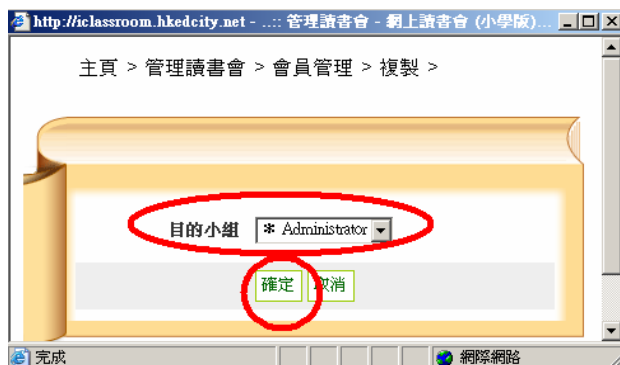 http://iclassroom.hkedcity.net - ..:: 管理讀書會 - 網上讀書會 (小學版)...
主頁 > 管理讀書會 > 會員管理 > 複製 >
目的小組 * Administrator
確定 取消
完成 網際網路